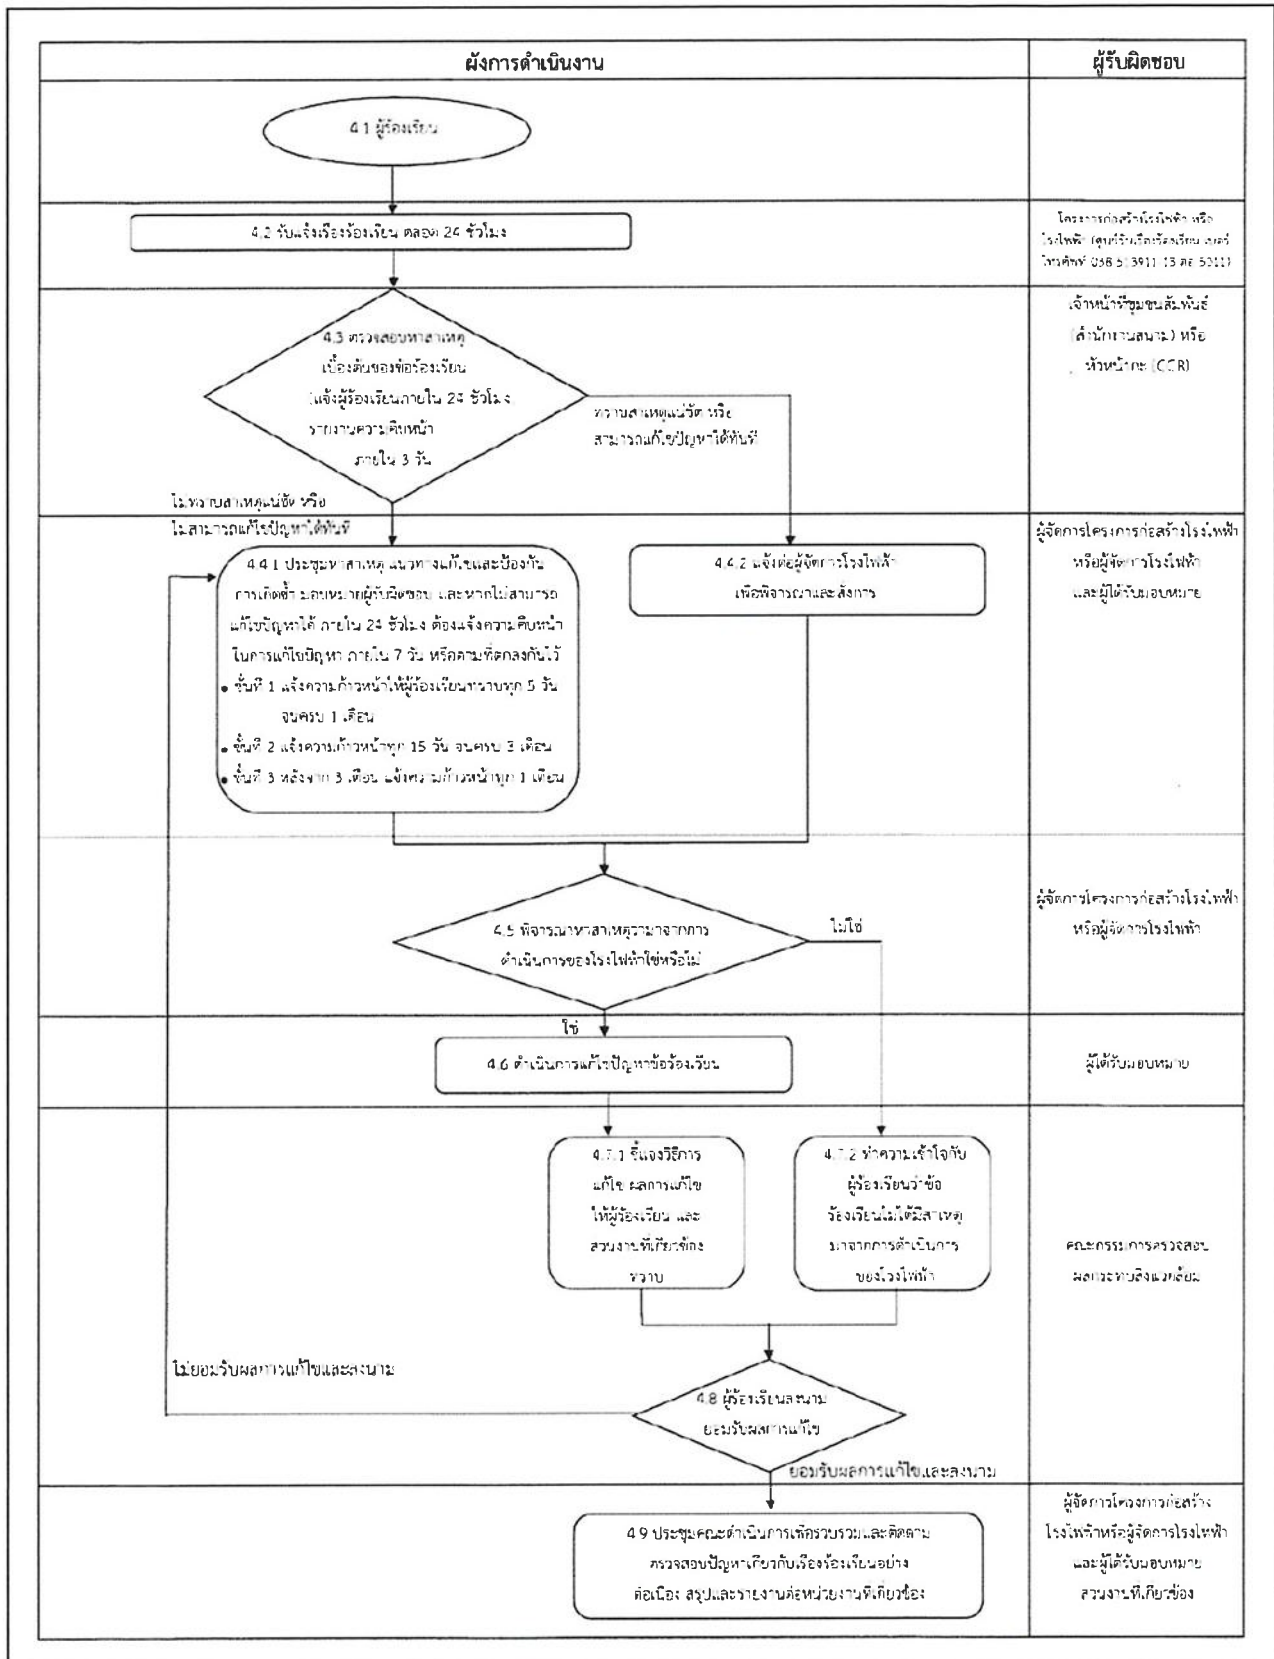 ผังการดำเนินงาน
ผู้รับผิดชอบ
4.1 ผู้ร้องเรียน
4.2 รับแจ้งเรื่องร้องเรียน ตลอด 24 ชั่วโมง
โครงการก่อสร้างโรงไฟฟ้า หรือ
โรงไฟฟ้า (ศูนย์รับเรื่องร้องเรียน เบอร์
โทรศัพท์
4.3 ตรวจสอบหาสาเหตุ
เบื้องต้นของข้อร้องเรียน
(แจ้งผู้ร้องเรียนภายใน 24 ชั่วโมง
รายงานความคืบหน้า
ภายใน 3 วัน
เจ้าหน้าที่ชุมชนสัมพันธ์
(สำนักงานสนาม) หรือ
หัวหน้ากะ (CCR)
ทราบสาเหตุแน่ชัด หรือ
สามารถแก้ไขปัญหาได้ทันที
ไม่ทราบสาเหตุแน่ชัด หรือ
ไม่สามารถแก้ไขปัญหาได้ทันที
4.4.1 ประชุมหาสาเหตุ แนวทางแก้ไขและป้องกัน
การเกิดซ้ำ มอบหมายผู้รับผิดชอบ และหากไม่สามารถ
แก้ไขปัญหาได้ ภายใน 24 ชั่วโมง ต้องแจ้งความคืบหน้า
ในการแก้ไขปัญหา ภายใน 7 วัน หรือตามที่ตกลงกันไว้
• ขั้นที่ 1 แจ้งความก้าวหน้าให้ผู้ร้องเรียนทราบทุก 5 วัน
จนครบ 1 เดือน
• ขั้นที่ 2 แจ้งความก้าวหน้าทุก 15 วัน จนครบ 3 เดือน
• ขั้นที่ 3 หลังจาก 3 เดือน แจ้งความก้าวหน้าทุก 1 เดือน
4.4.2 แจ้งต่อผู้จัดการโรงไฟฟ้า
เพื่อพิจารณาและสั่งการ
ผู้จัดการโครงการก่อสร้างโรงไฟฟ้า
หรือผู้จัดการโรงไฟฟ้า
และผู้ได้รับมอบหมาย
4.5 พิจารณาหาสาเหตุว่ามาจากการ
ดำเนินการของโรงไฟฟ้าใช่หรือไม่
ไม่ใช่
ผู้จัดการโครงการก่อสร้างโรงไฟฟ้า
หรือผู้จัดการโรงไฟฟ้า
ใช่
4.6 ดำเนินการแก้ไขปัญหาข้อร้องเรียน
ผู้ได้รับมอบหมาย
4.7.1 ชี้แจงวิธีการ
แก้ไข ผลการแก้ไข
ให้ผู้ร้องเรียน และ
ส่วนงานที่เกี่ยวข้อง
ทราบ
4.7.2 ทำความเข้าใจกับ
ผู้ร้องเรียนว่าข้อ
ร้องเรียนไม่ได้มีสาเหตุ
มาจากการดำเนินการ
ของโรงไฟฟ้า
คณะกรรมการตรวจสอบ
ผลกระทบสิ่งแวดล้อม
ไม่ยอมรับผลการแก้ไขและลงนาม
4.8 ผู้ร้องเรียนลงนาม
ยอมรับผลการแก้ไข
ยอมรับผลการแก้ไขและลงนาม
4.9 ประชุมคณะดำเนินการเพื่อรวบรวมและติดตาม
ตรวจสอบปัญหาเกี่ยวกับเรื่องร้องเรียนอย่าง
ต่อเนื่อง สรุปและรายงานต่อหน่วยงานที่เกี่ยวข้อง
ผู้จัดการโครงการก่อสร้าง
โรงไฟฟ้าหรือผู้จัดการโรงไฟฟ้า
และผู้ได้รับมอบหมาย
ส่วนงานที่เกี่ยวข้อง